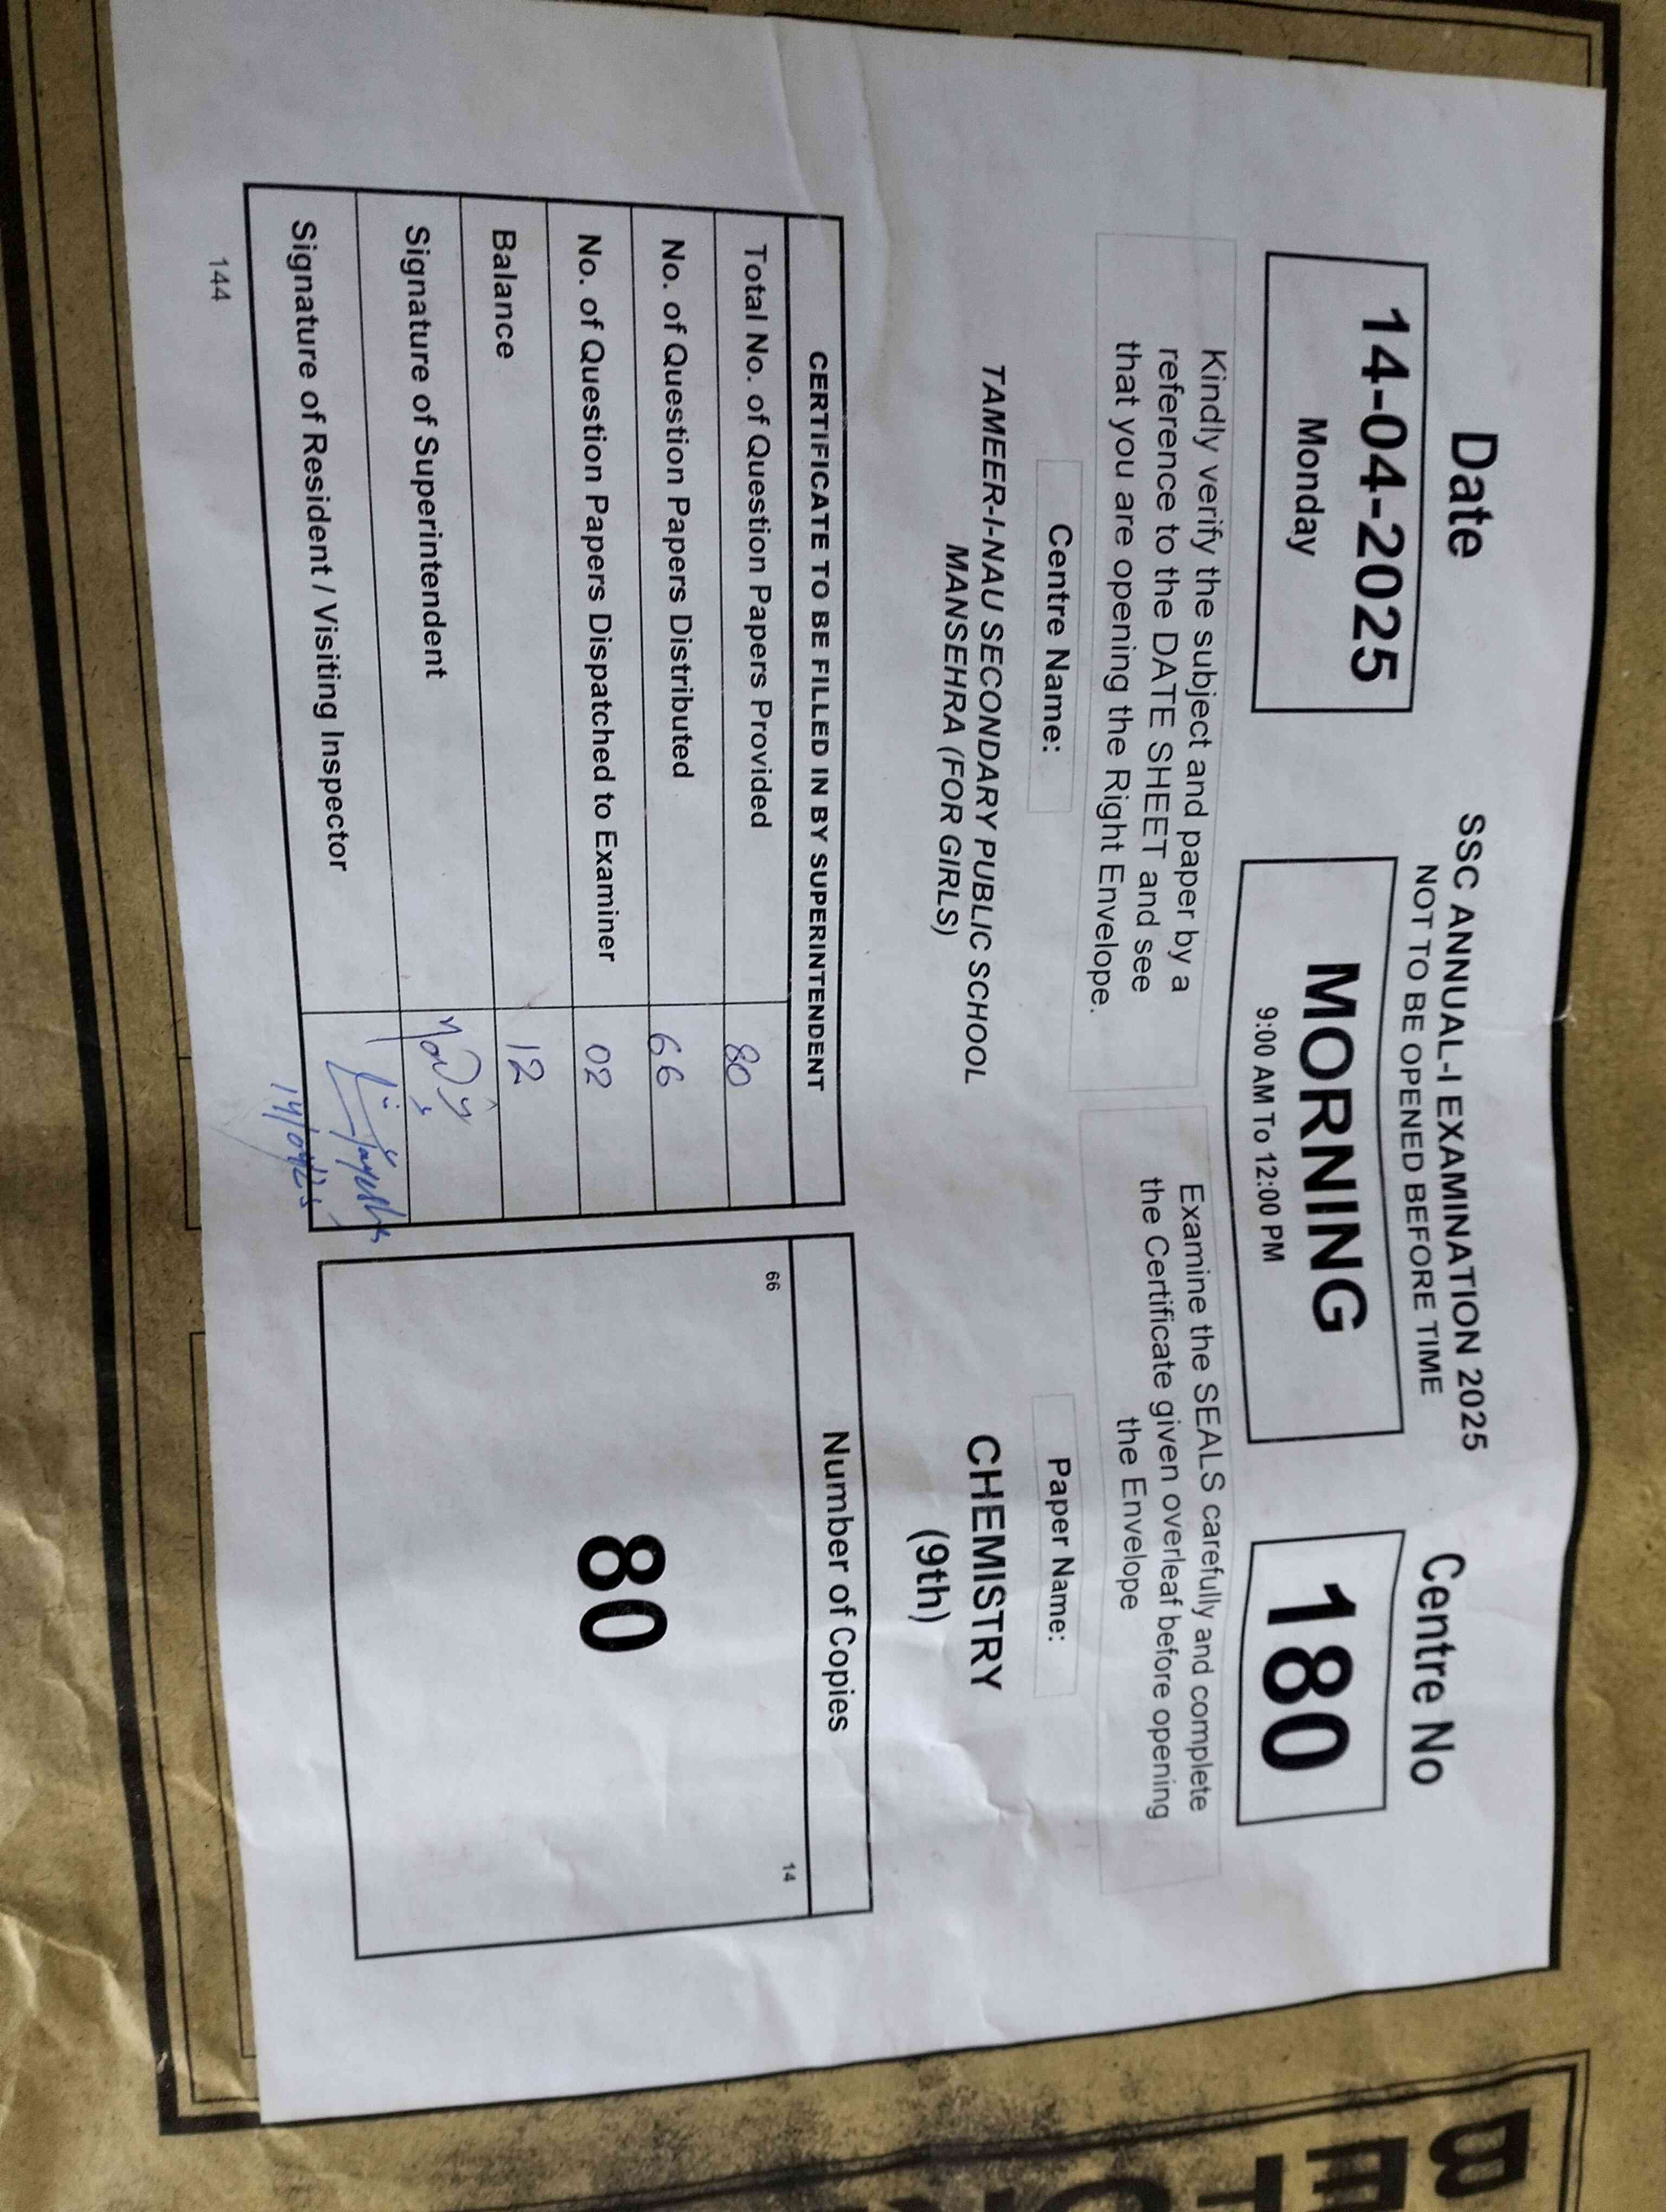 Date
14-04-2025
Monday
SSC ANNUAL-I EXAMINATION 2025
NOT TO BE OPENED BEFORE TIME
MORNING
9:00 AM To 12:00 PM
Centre No
180
Kindly verify the subject and paper by a
reference to the DATE SHEET and see
that you are opening the Right Envelope.
Examine the SEALS carefully and complete
the Certificate given overleaf before opening
the Envelope
Centre Name:
TAMEER-I-NAU SECONDARY PUBLIC SCHOOL
MANSEHRA (FOR GIRLS)
Paper Name:
CHEMISTRY
(9th)
CERTIFICATE TO BE FILLED IN BY SUPERINTENDENT
Total No. of Question Papers Provided 80
No. of Question Papers Distributed 66
No. of Question Papers Dispatched to Examiner 02
Balance 12
Signature of Superintendent
Signature of Resident / Visiting Inspector
Number of Copies
66 14
80
144